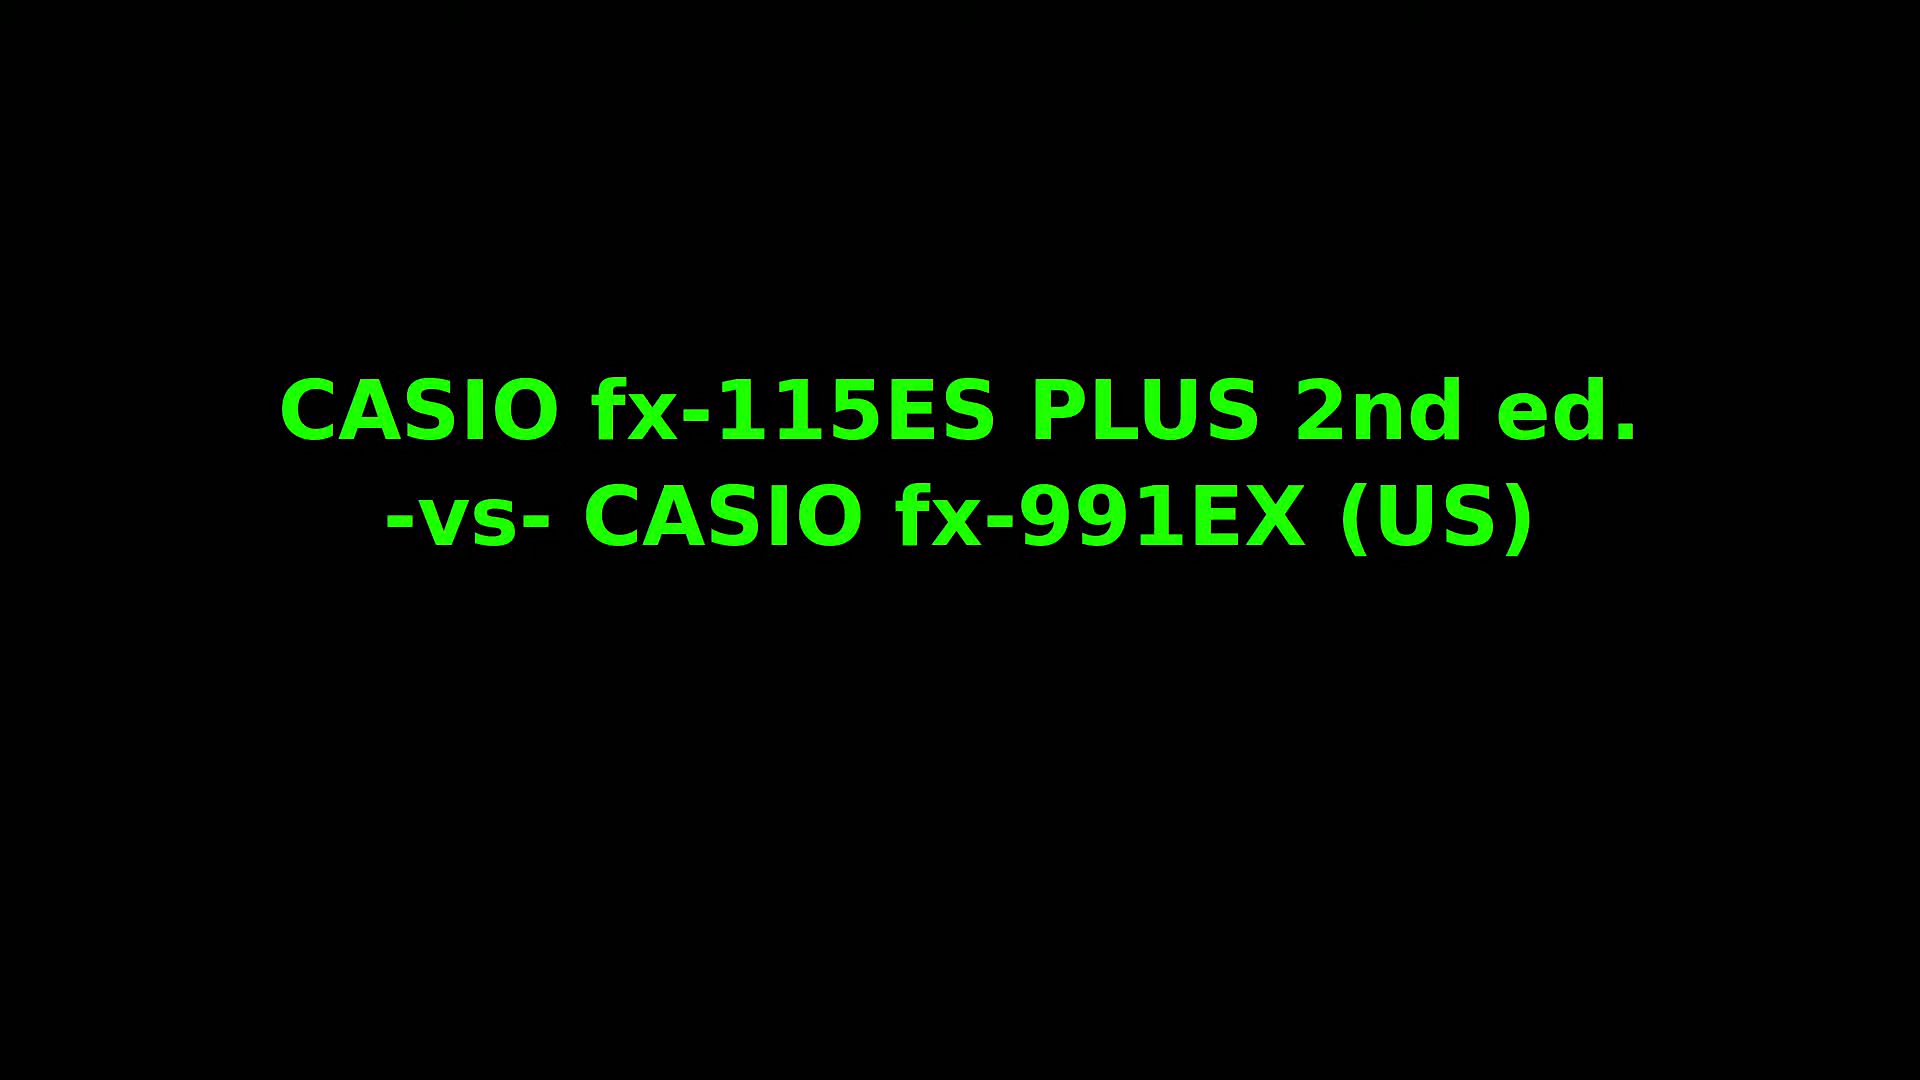 CASIO fx-115ES PLUS 2nd ed.
-vs- CASIO fx-991EX (US)